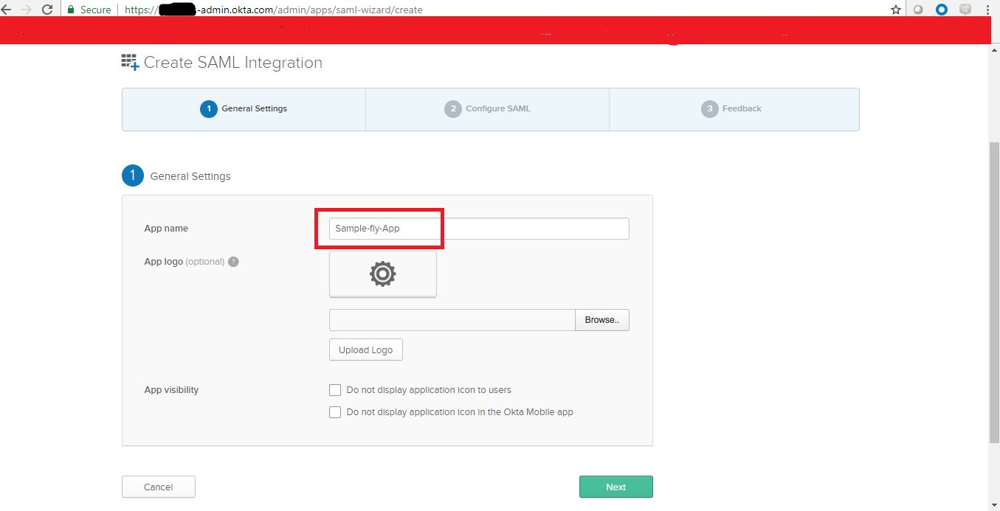 Secure https:// -admin.okta.com/admin/apps/saml-wizard/create
Create SAML Integration
1 General Settings 2 Configure SAML 3 Feedback
1 General Settings
App name Sample-fly-App
App logo (optional) ?
Browse..
Upload Logo
App visibility Do not display application icon to users
Do not display application icon in the Okta Mobile app
Cancel Next